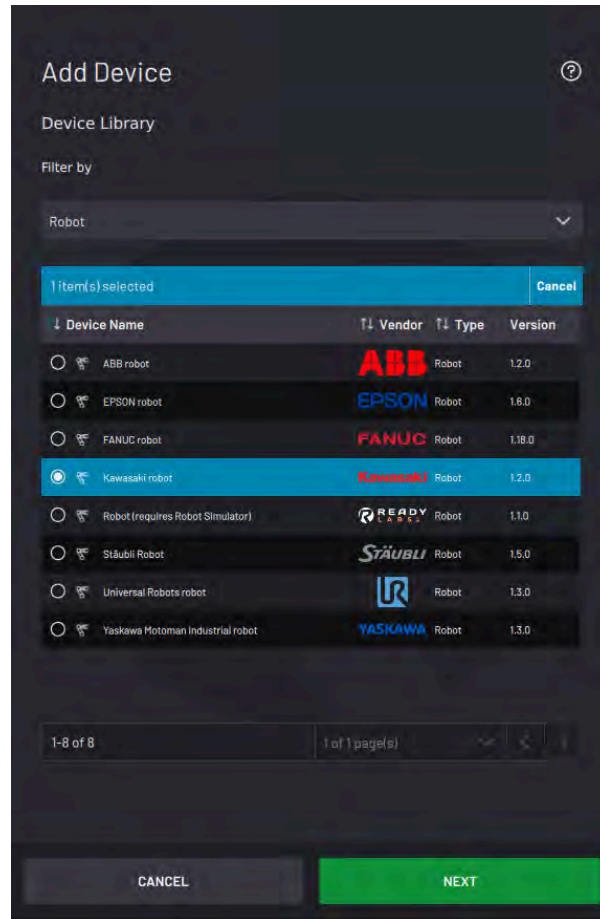 Add Device
Device Library
Filter by
Robot
1 item(s) selected Cancel
Device Name Vendor Type Version
ABB robot ABB Robot 1.2.0
EPSON robot EPSON Robot 1.6.0
FANUC robot FANUC Robot 1.18.0
Kawasaki robot Kawasaki Robot 1.2.0
Robot (requires Robot Simulator) READY LABS. Robot 1.1.0
Stäubli Robot STÄUBLI Robot 1.5.0
Universal Robots robot UR Robot 1.3.0
Yaskawa Motoman industrial robot YASKAWA Robot 1.3.0
1-8 of 8 1 of 1 page(s)
CANCEL NEXT